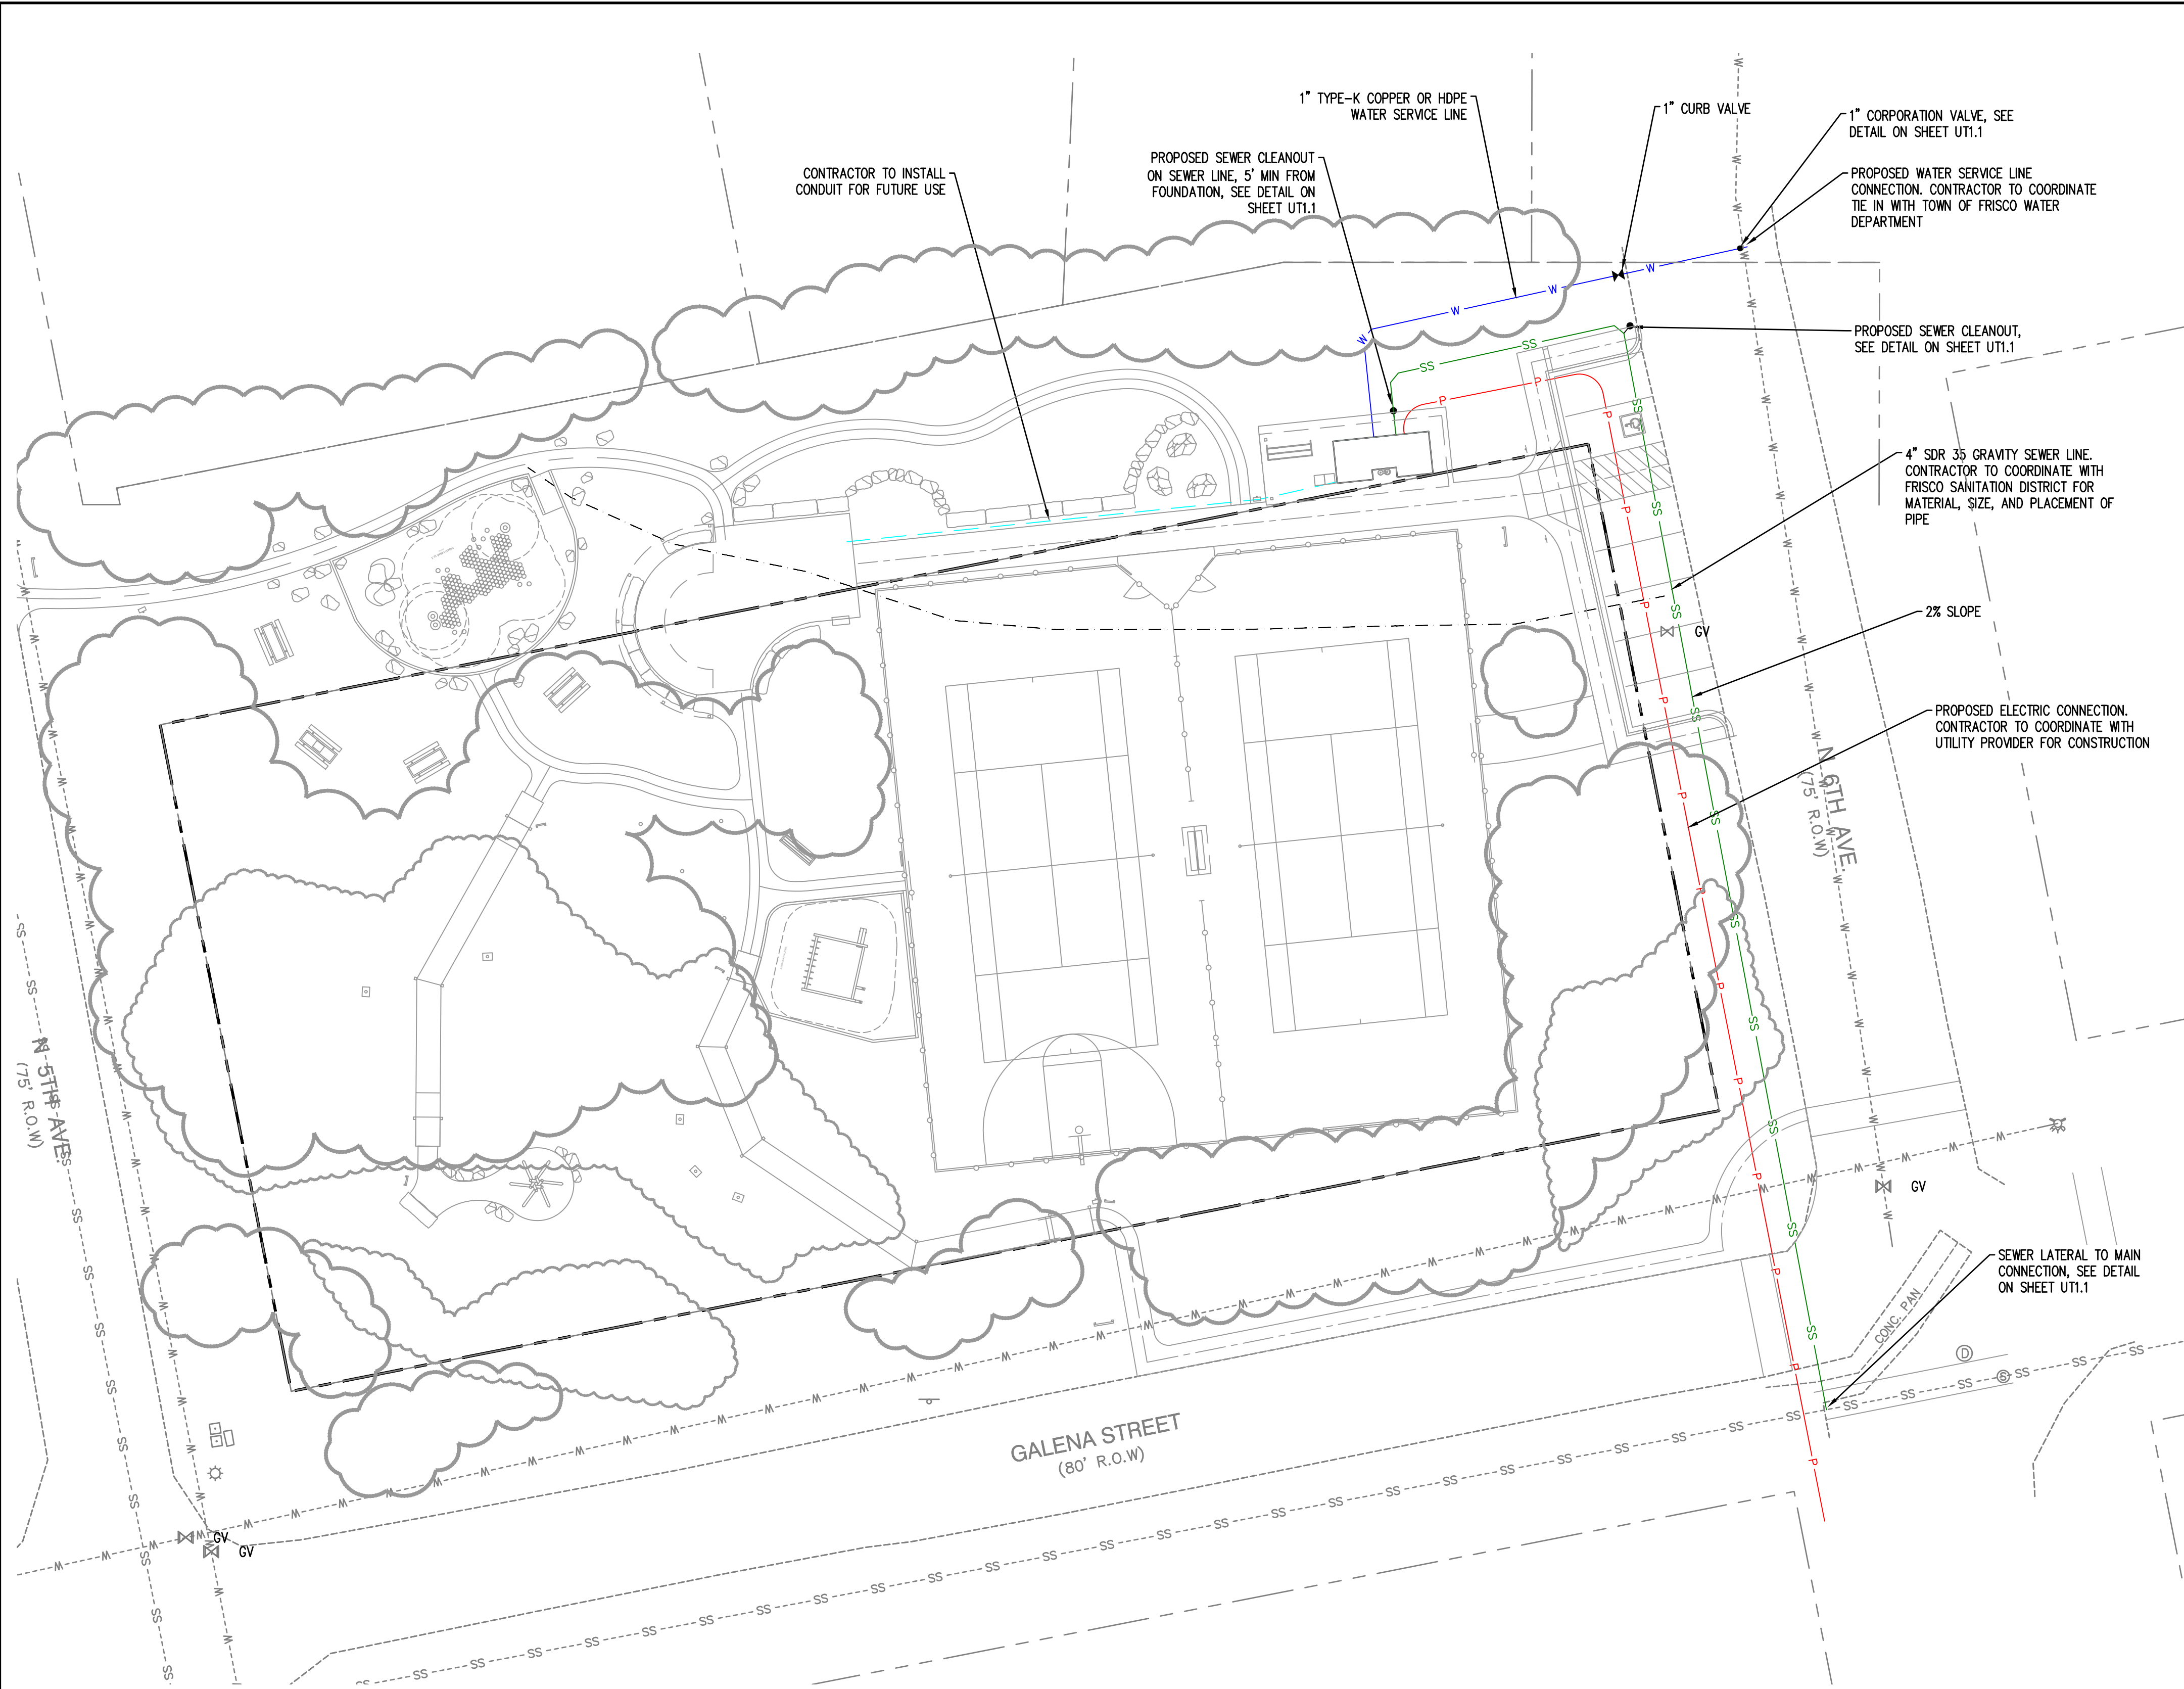 1" TYPE-K COPPER OR HDPE
WATER SERVICE LINE
1" CURB VALVE
1" CORPORATION VALVE, SEE
DETAIL ON SHEET UT1.1
PROPOSED SEWER CLEANOUT
ON SEWER LINE, 5' MIN FROM
FOUNDATION, SEE DETAIL ON
SHEET UT1.1
CONTRACTOR TO INSTALL
CONDUIT FOR FUTURE USE
PROPOSED WATER SERVICE LINE
CONNECTION. CONTRACTOR TO COORDINATE
TIE IN WITH TOWN OF FRISCO WATER
DEPARTMENT
PROPOSED SEWER CLEANOUT,
SEE DETAIL ON SHEET UT1.1
4" SDR 35 GRAVITY SEWER LINE.
CONTRACTOR TO COORDINATE WITH
FRISCO SANITATION DISTRICT FOR
MATERIAL, SIZE, AND PLACEMENT OF
PIPE
2% SLOPE
GV
PROPOSED ELECTRIC CONNECTION.
CONTRACTOR TO COORDINATE WITH
UTILITY PROVIDER FOR CONSTRUCTION
N 6TH AVE.
(75' R.O.W)
N 5TH AVE.
(75' R.O.W)
GV
SEWER LATERAL TO MAIN
CONNECTION, SEE DETAIL
ON SHEET UT1.1
CONC. PAN
D
S
GALENA STREET
(80' R.O.W)
GV
GV
W
SS
P